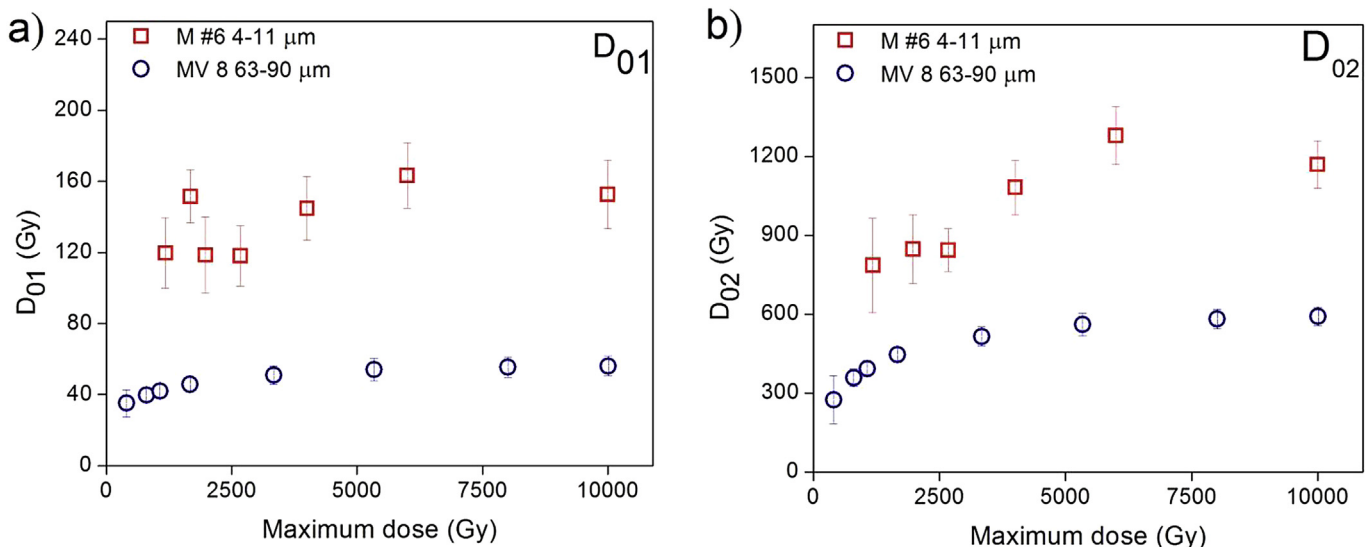 a)
M #6 4-11 μm
MV 8 63-90 μm
D01
240
200
160
120
80
40
0
D01 (Gy)
0 2500 5000 7500 10000
Maximum dose (Gy)
b)
M #6 4-11 μm
MV 8 63-90 μm
D02
1500
1200
900
600
300
0
D02 (Gy)
0 2500 5000 7500 10000
Maximum dose (Gy)